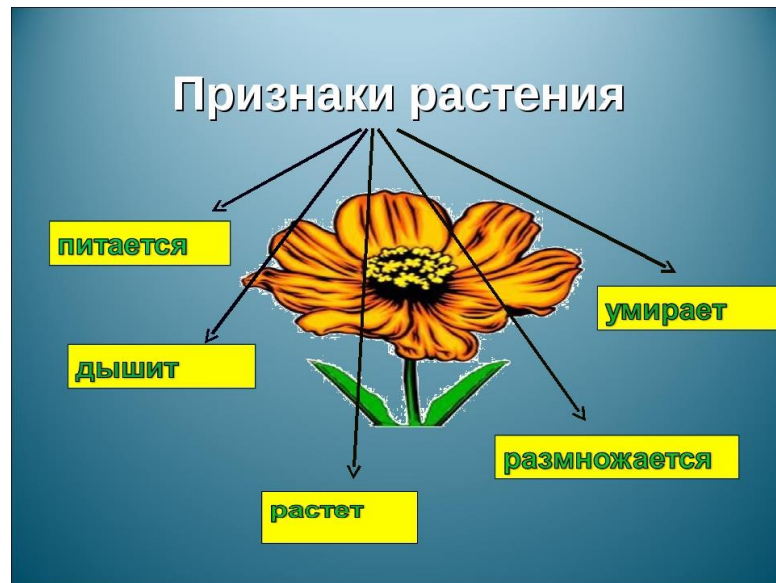 Признаки растения
питается
умирает
дышит
размножается
растет